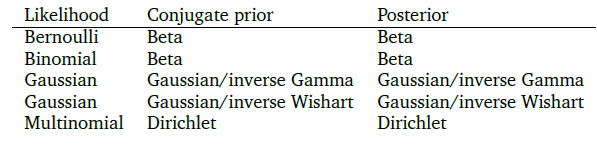 Likelihood Conjugate prior Posterior
Bernoulli Beta Beta
Binomial Beta Beta
Gaussian Gaussian/inverse Gamma Gaussian/inverse Gamma
Gaussian Gaussian/inverse Wishart Gaussian/inverse Wishart
Multinomial Dirichlet Dirichlet